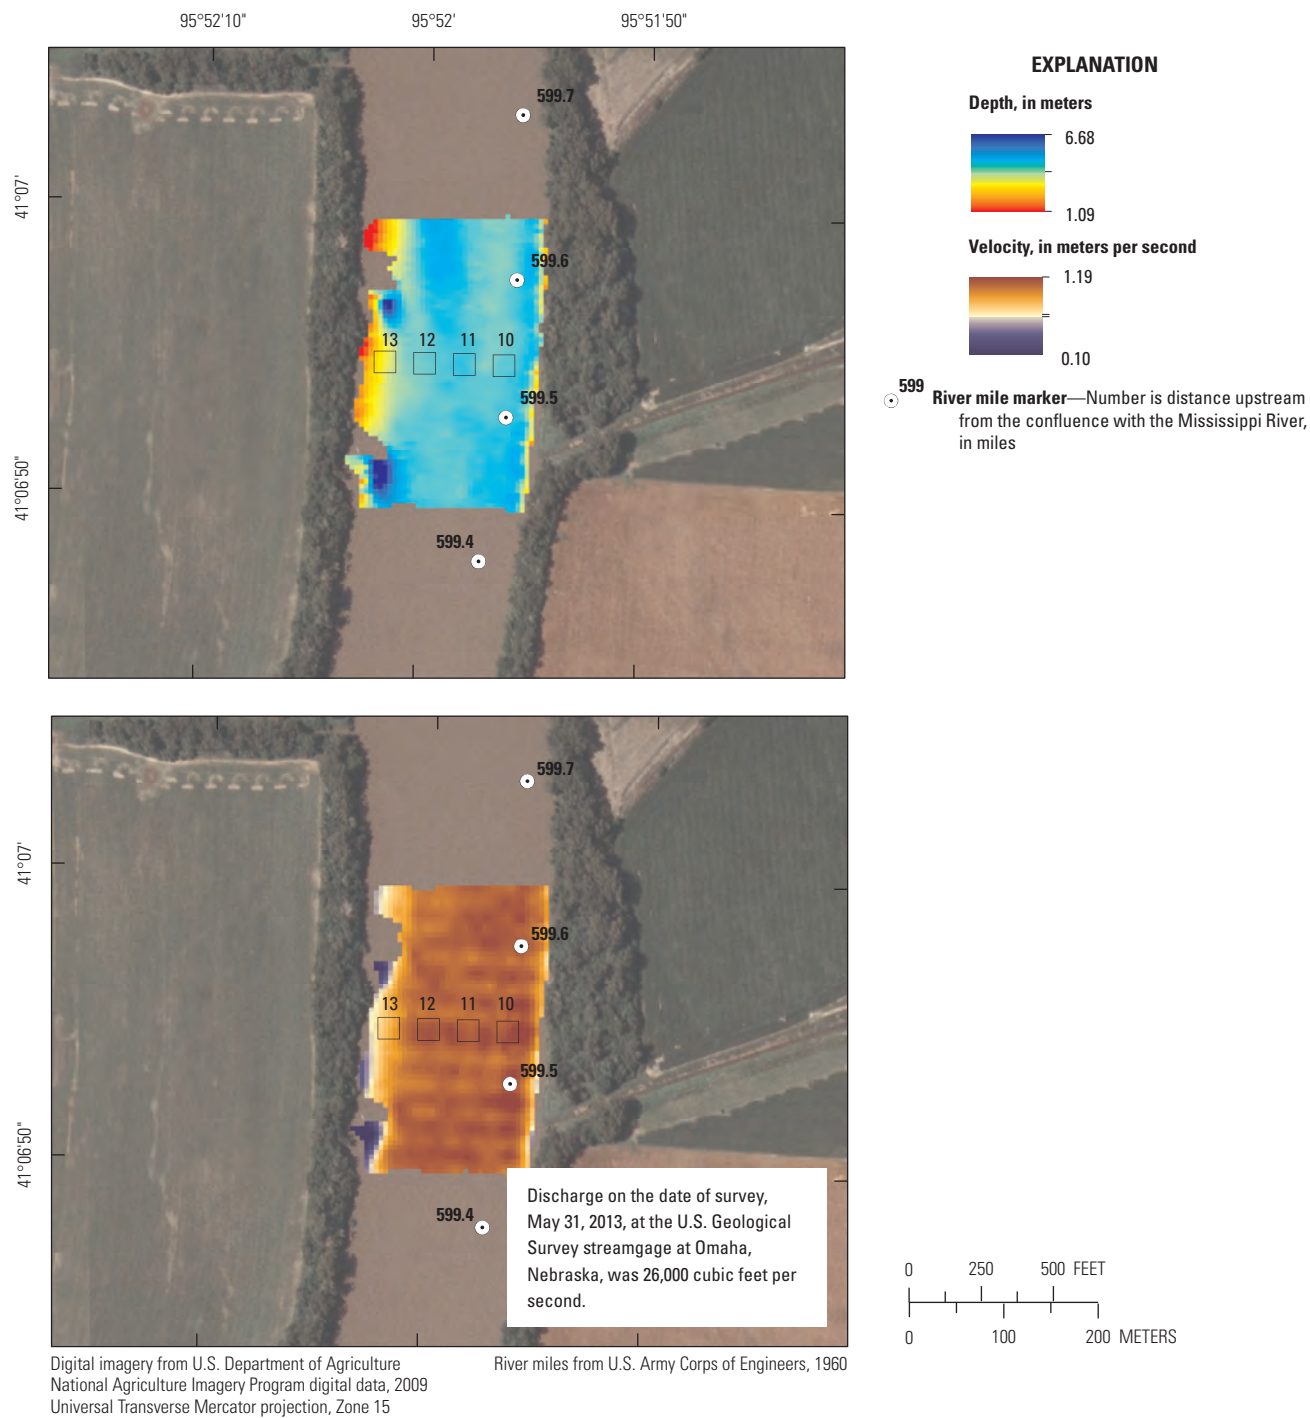 95°52'10"
95°52'
95°51'50"
41°07'
41°06'50"
599.7
599.6
13
12
11
10
599.5
599.4
EXPLANATION
Depth, in meters
6.68
1.09
Velocity, in meters per second
1.19
0.10
599
River mile marker—Number is distance upstream
from the confluence with the Mississippi River,
in miles
41°07'
41°06'50"
599.7
599.6
13
12
11
10
599.5
599.4
Discharge on the date of survey,
May 31, 2013, at the U.S. Geological
Survey streamgage at Omaha,
Nebraska, was 26,000 cubic feet per
second.
0 250 500 FEET
0 100 200 METERS
Digital imagery from U.S. Department of Agriculture
National Agriculture Imagery Program digital data, 2009
Universal Transverse Mercator projection, Zone 15
River miles from U.S. Army Corps of Engineers, 1960